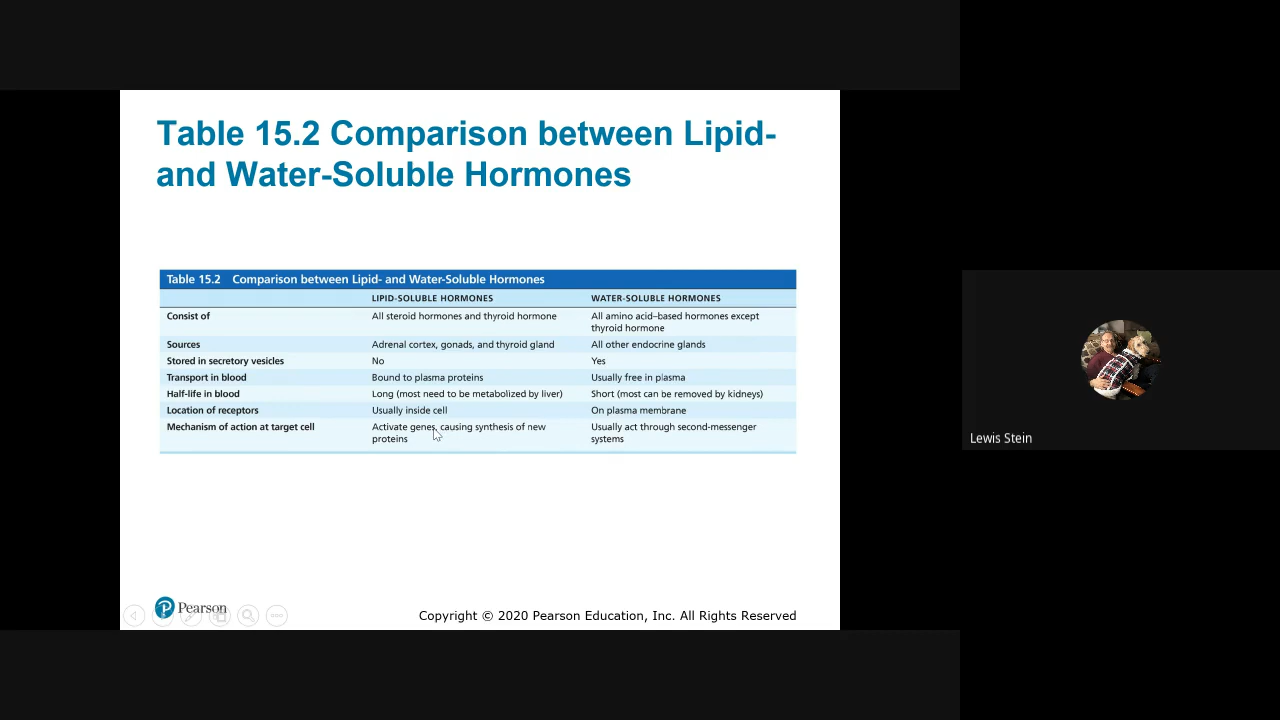 Table 15.2 Comparison between Lipid-
and Water-Soluble Hormones
Table 15.2 Comparison between Lipid- and Water-Soluble Hormones
LIPID-SOLUBLE HORMONES WATER-SOLUBLE HORMONES
Consist of All steroid hormones and thyroid hormone All amino acid–based hormones except
thyroid hormone
Sources Adrenal cortex, gonads, and thyroid gland All other endocrine glands
Stored in secretory vesicles No Yes
Transport in blood Bound to plasma proteins Usually free in plasma
Half-life in blood Long (most need to be metabolized by liver) Short (most can be removed by kidneys)
Location of receptors Usually inside cell On plasma membrane
Mechanism of action at target cell Activate genes, causing synthesis of new Usually act through second-messenger
proteins systems
Lewis Stein
P Pearson
Copyright © 2020 Pearson Education, Inc. All Rights Reserved